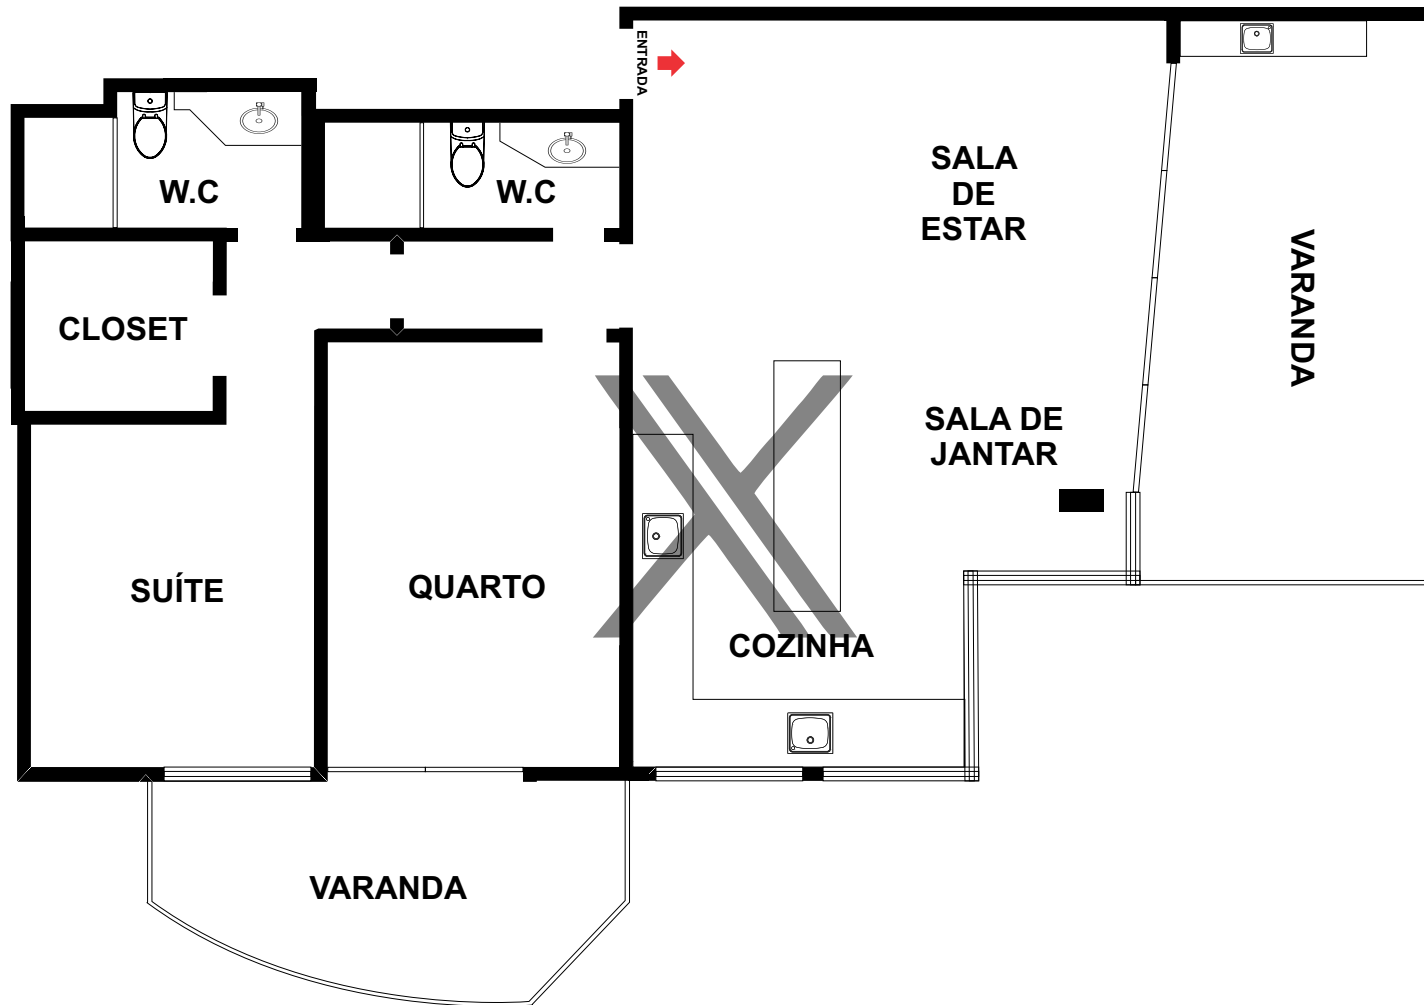 ENTRADA
SALA
DE
ESTAR
W.C
W.C
VARANDA
CLOSET
SALA DE
JANTAR
SUÍTE
QUARTO
COZINHA
VARANDA